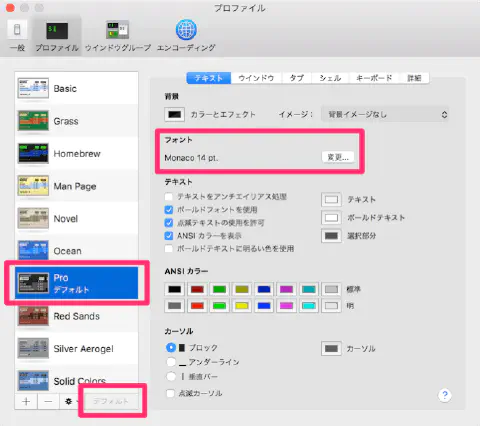 プロファイル
一般 プロファイル ウインドウグループ エンコーディング
テキスト ウインドウ タブ シェル キーボード 詳細
Basic
Grass
Homebrew
Man Page
Novel
Ocean
Pro
デフォルト
Red Sands
Silver Aerogel
Solid Colors
+ − デフォルト
背景
カラーとエフェクト イメージ： 背景イメージなし
フォント
Monaco 14 pt. 変更...
テキスト
テキストをアンチエイリアス処理
ボールドフォントを使用
点滅テキストの使用を許可
ANSI カラーを表示
ボールドテキストに明るい色を使用
テキスト
ボールドテキスト
選択部分
ANSI カラー
標準
明
カーソル
ブロック
アンダーライン
垂直バー
点滅カーソル
カーソル
?